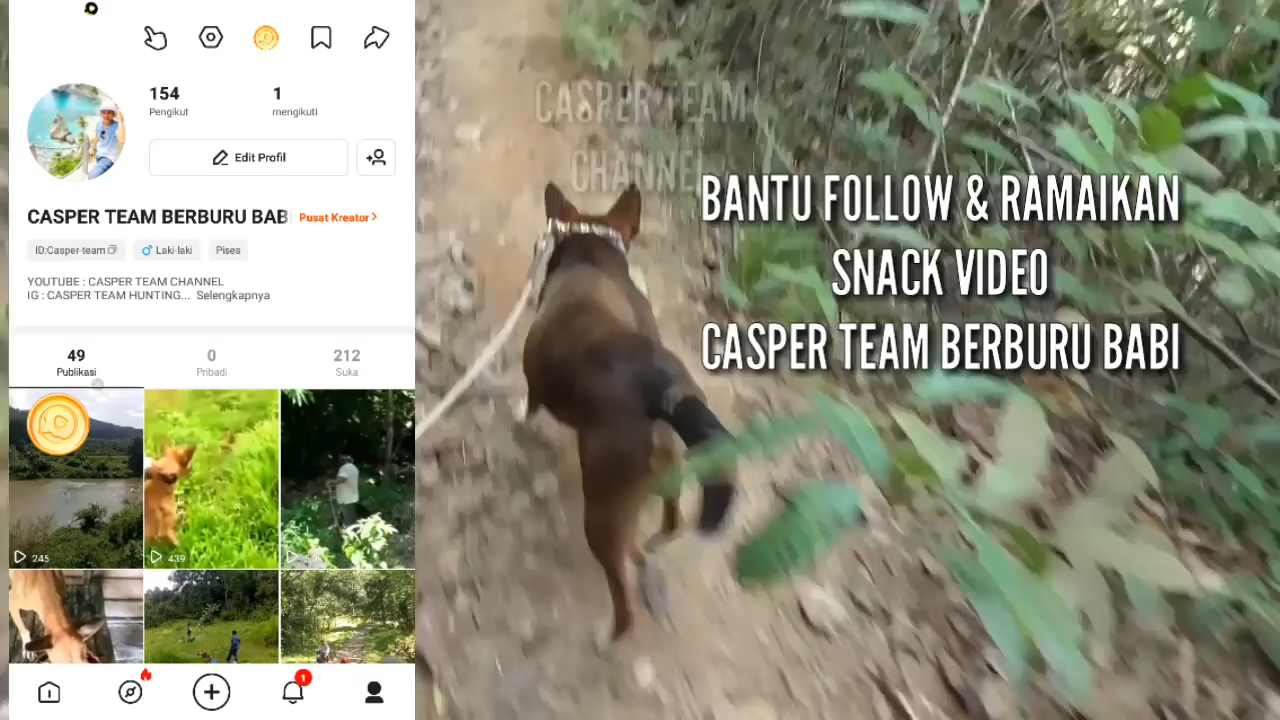 154
Pengikut
1
mengikuti
Edit Profil
CASPER TEAM BERBURU BAB
Pusat Kreator >
ID:Casper-team
Laki-laki
Pises
YOUTUBE : CASPER TEAM CHANNEL
IG : CASPER TEAM HUNTING... Selengkapnya
49
Publikasi
0
Pribadi
212
Suka
245
439
1
CASPER TEAM
CHANNEL
BANTU FOLLOW & RAMAIKAN
SNACK VIDEO
CASPER TEAM BERBURU BABI